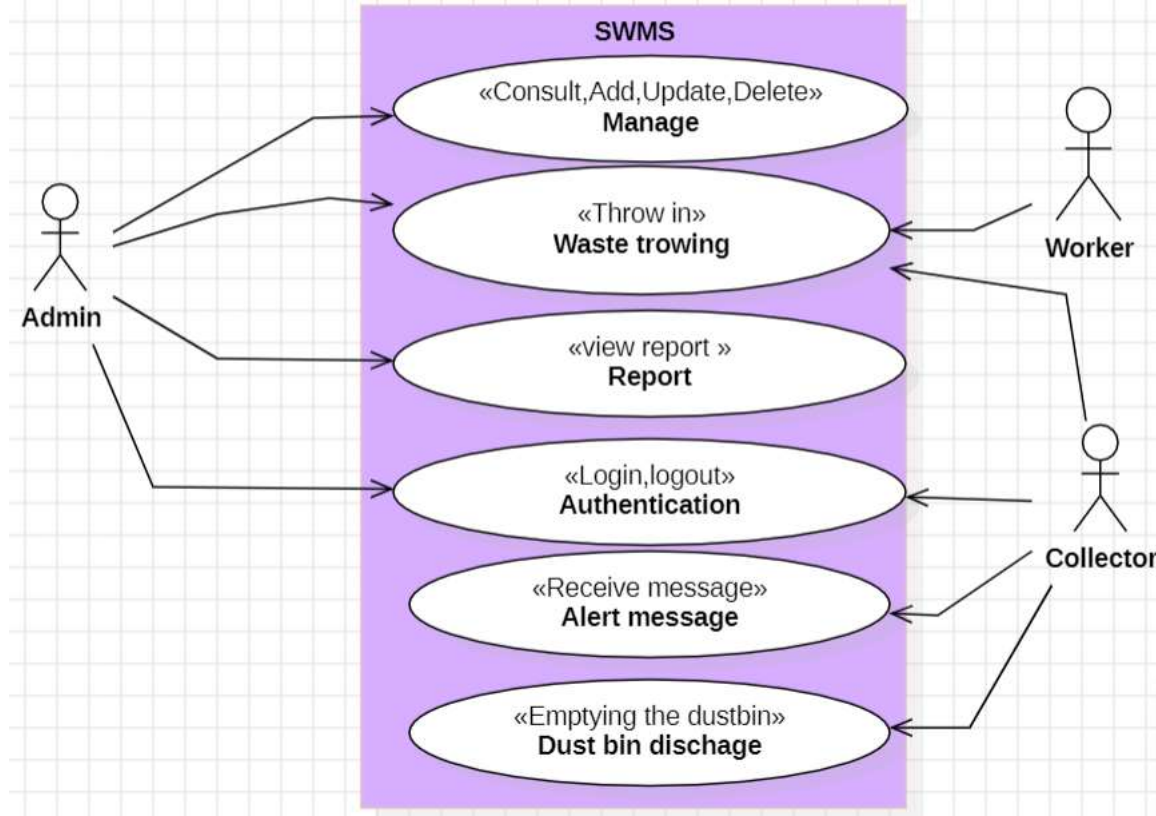 SWMS
«Consult,Add,Update,Delete»
Manage
«Throw in»
Waste trowing
Worker
Admin
«view report »
Report
«Login,logout»
Authentication
Collector
«Receive message»
Alert message
«Emptying the dustbin»
Dust bin dischage